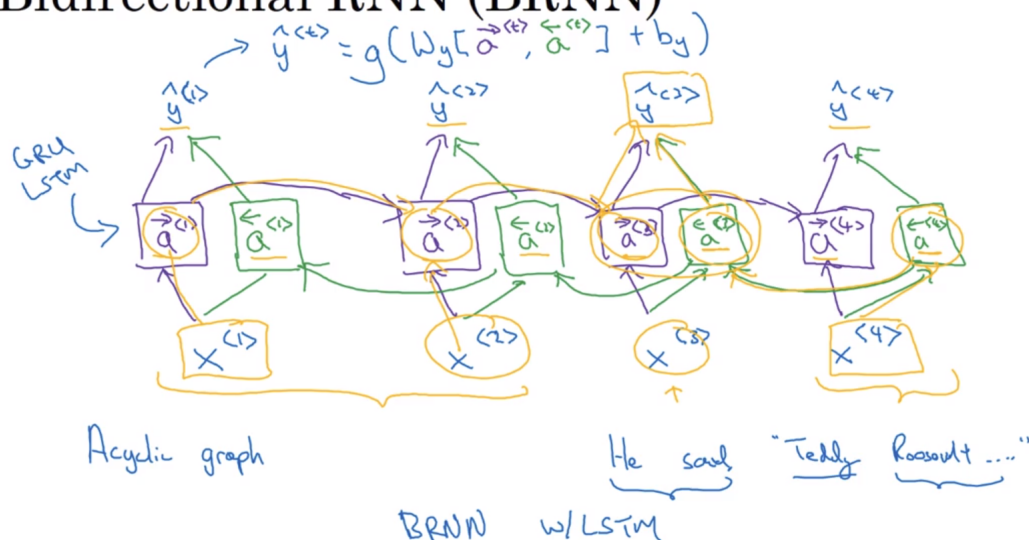 Bidirectional RNN (BRNN)
ŷ<t> = g(Wy[a→<t>, a←<t>] + by)
ŷ<1> ŷ<2> ŷ<3> ŷ<4>
GRU
LSTM
a→<1> a←<1> a→<2> a←<2> a→<3> a←<3> a→<4> a←<4>
x<1> x<2> x<3> x<4>
Acyclic graph
He said, "Teddy Roosevelt...."
BRNN w/LSTM